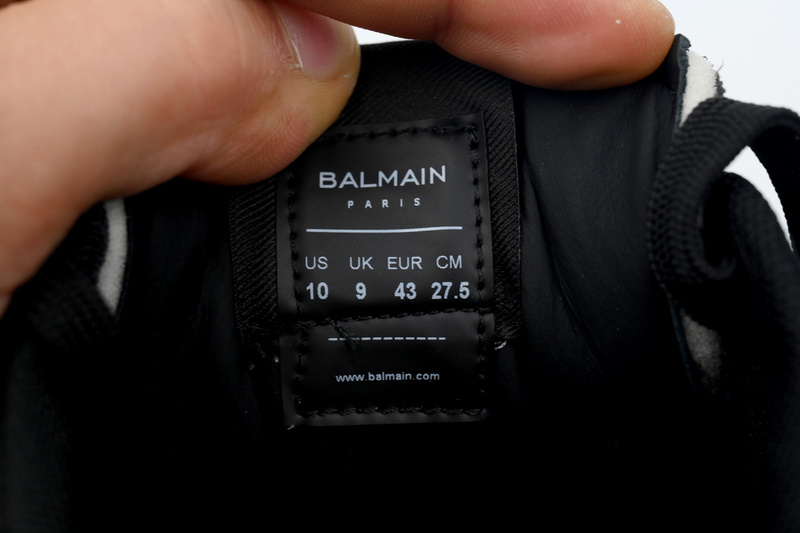 BALMAIN
PARIS
US UK EUR CM
10 9 43 27.5
------------
www.balmain.com